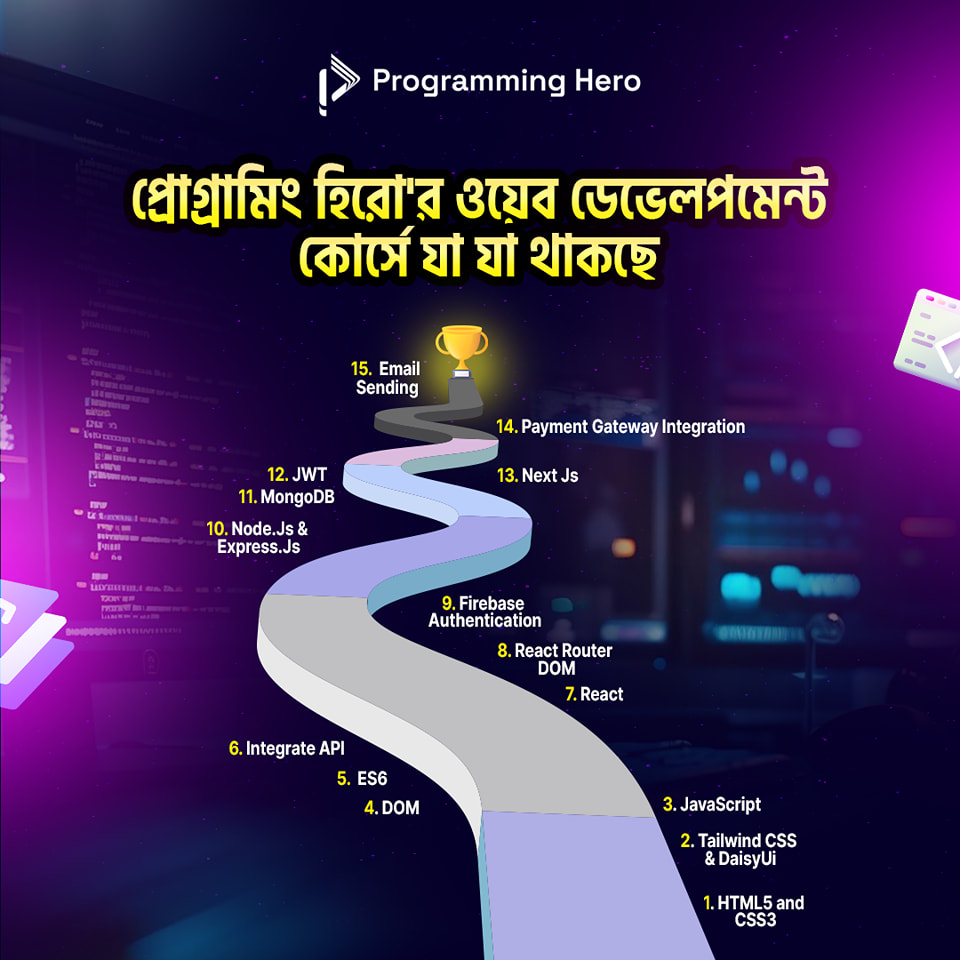 Programming Hero
প্রোগ্রামিং হিরো'র ওয়েব ডেভেলপমেন্ট
কোর্সে যা যা থাকছে
15. Email
Sending
14. Payment Gateway Integration
13. Next Js
12. JWT
11. MongoDB
10. Node.Js &
Express.Js
9. Firebase
Authentication
8. React Router
DOM
7. React
6. Integrate API
5. ES6
4. DOM
3. JavaScript
2. Tailwind CSS
& DaisyUi
1. HTML5 and
CSS3